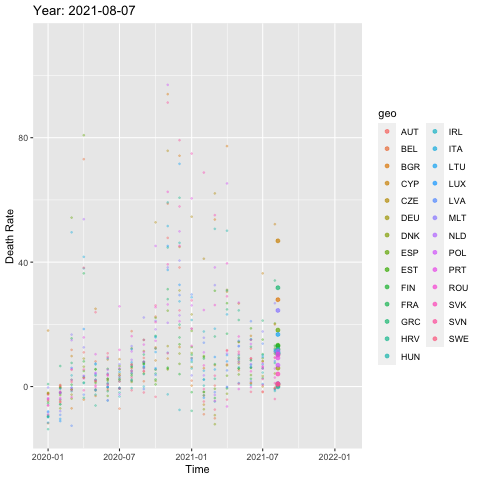 Year: 2021-08-07
geo
AUT
BEL
BGR
CYP
CZE
DEU
DNK
ESP
EST
FIN
FRA
GRC
HRV
HUN
IRL
ITA
LTU
LUX
LVA
MLT
NLD
POL
PRT
ROU
SVK
SVN
SWE
80
40
0
Death Rate
2020-01
2020-07
2021-01
2021-07
2022-01
Time